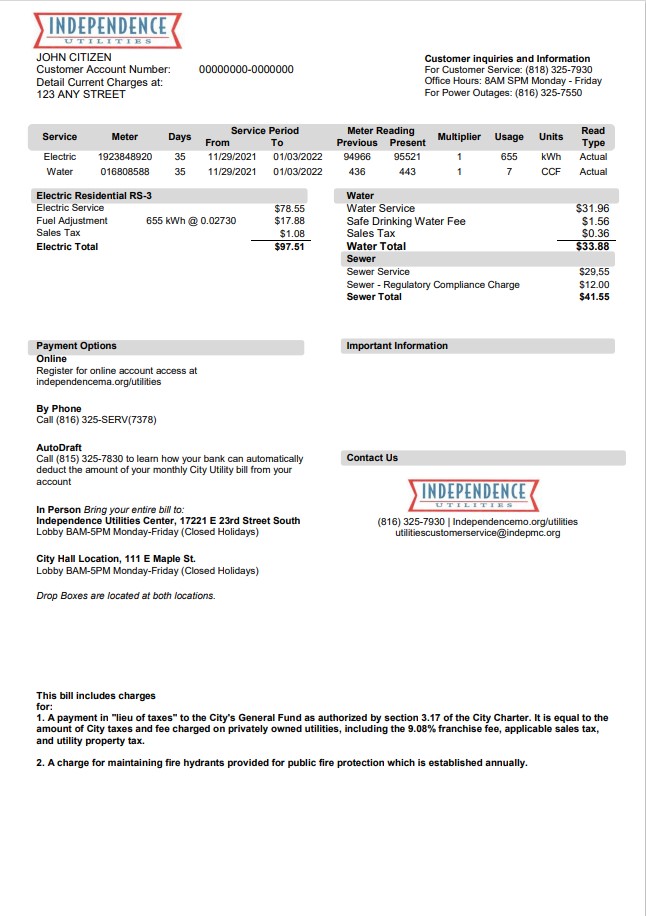 INDEPENDENCE
UTILITIES
JOHN CITIZEN
Customer Account Number: 00000000-0000000
Detail Current Charges at:
123 ANY STREET
Customer inquiries and Information
For Customer Service: (818) 325-7930
Office Hours: 8AM SPM Monday - Friday
For Power Outages: (816) 325-7550
Service Meter Days Service Period From To Meter Reading Previous Present Multiplier Usage Units Read Type
Electric 1923848920 35 11/29/2021 01/03/2022 94966 95521 1 655 kWh Actual
Water 016808588 35 11/29/2021 01/03/2022 436 443 1 7 CCF Actual
Electric Residential RS-3
Electric Service $78.55
Fuel Adjustment 655 kWh @ 0.02730 $17.88
Sales Tax $1.08
Electric Total $97.51
Water
Water Service $31.96
Safe Drinking Water Fee $1.56
Sales Tax $0.36
Water Total $33.88
Sewer
Sewer Service $29,55
Sewer - Regulatory Compliance Charge $12.00
Sewer Total $41.55
Payment Options
Online
Register for online account access at
independencema.org/utilities
By Phone
Call (816) 325-SERV(7378)
AutoDraft
Call (815) 325-7830 to learn how your bank can automatically
deduct the amount of your monthly City Utility bill from your
account
In Person Bring your entire bill to:
Independence Utilities Center, 17221 E 23rd Street South
Lobby BAM-5PM Monday-Friday (Closed Holidays)
City Hall Location, 111 E Maple St.
Lobby BAM-5PM Monday-Friday (Closed Holidays)
Drop Boxes are located at both locations.
Important Information
Contact Us
INDEPENDENCE
UTILITIES
(816) 325-7930 | Independencemo.org/utilities
utilitiescustomerservice@indepmc.org
This bill includes charges
for:
1. A payment in "lieu of taxes" to the City's General Fund as authorized by section 3.17 of the City Charter. It is equal to the
amount of City taxes and fee charged on privately owned utilities, including the 9.08% franchise fee, applicable sales tax,
and utility property tax.
2. A charge for maintaining fire hydrants provided for public fire protection which is established annually.